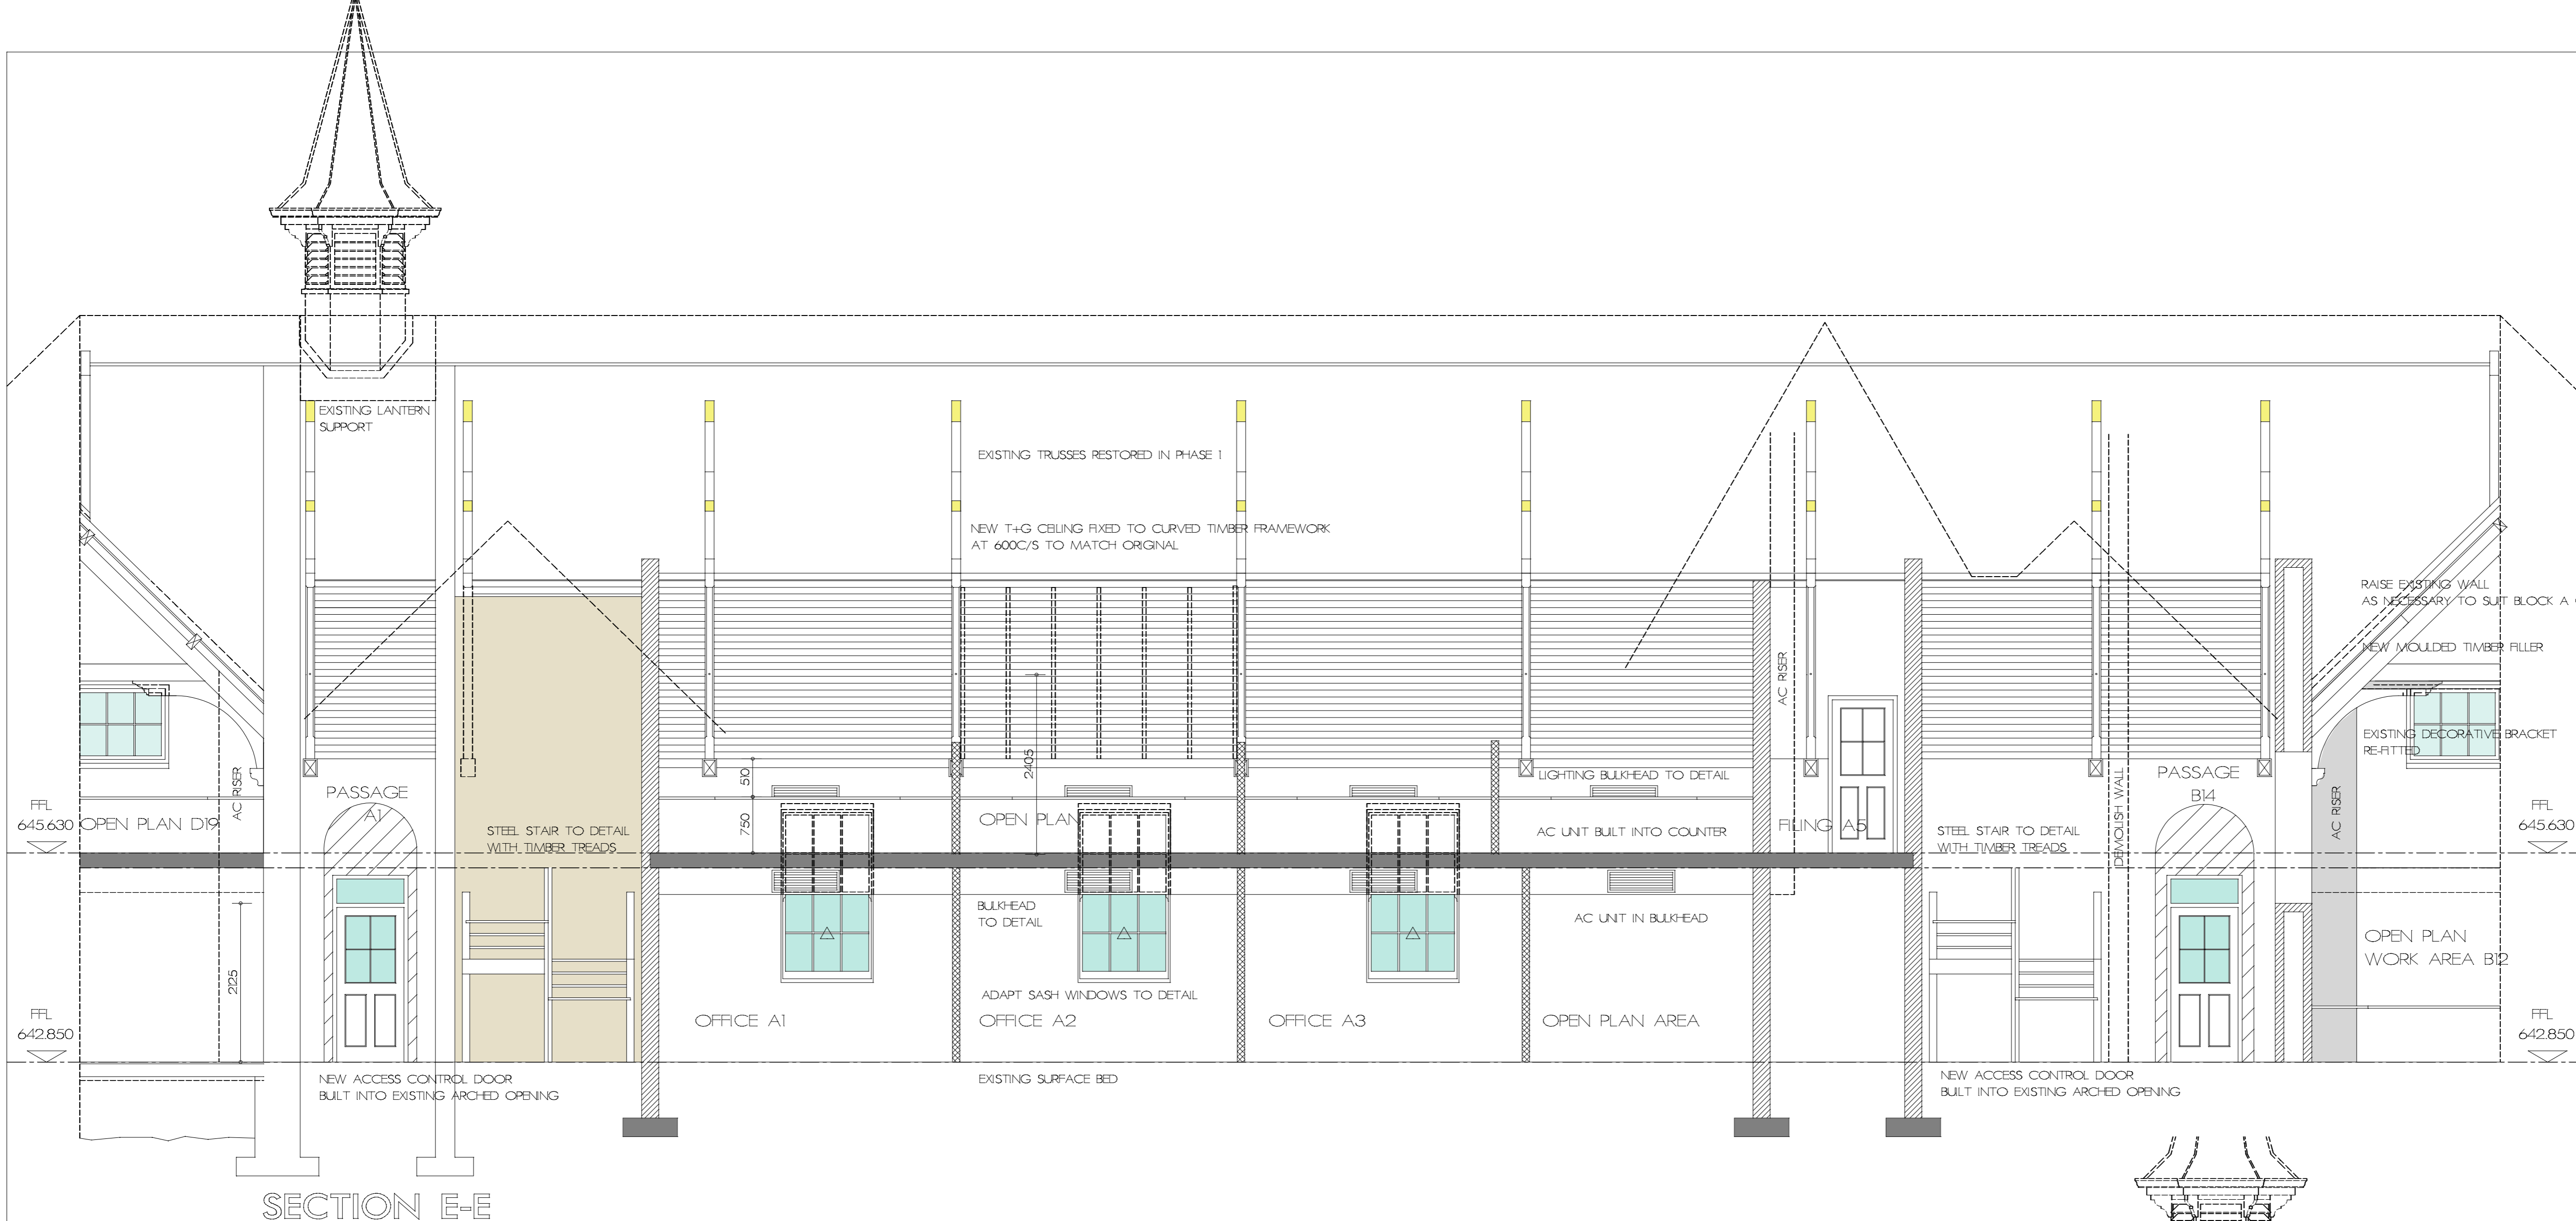 EXISTING LANTERN
SUPPORT
EXISTING TRUSSES RESTORED IN PHASE 1
NEW T+G CEILING FIXED TO CURVED TIMBER FRAMEWORK
AT 600C/S TO MATCH ORIGINAL
RAISE EXISTING WALL
AS NECESSARY TO SUIT BLOCK A
NEW MOULDED TIMBER FILLER
EXISTING DECORATIVE BRACKET
RE-FITTED
AC RISER
AC RISER
AC RISER
DEMOLISH WALL
2405
510
750
2125
LIGHTING BULKHEAD TO DETAIL
PASSAGE
A1
PASSAGE
B14
FFL
645.630
OPEN PLAN D19
STEEL STAIR TO DETAIL
WITH TIMBER TREADS
OPEN PLAN
AC UNIT BUILT INTO COUNTER
FILING A5
STEEL STAIR TO DETAIL
WITH TIMBER TREADS
FFL
645.630
BULKHEAD
TO DETAIL
AC UNIT IN BULKHEAD
OPEN PLAN
WORK AREA B12
ADAPT SASH WINDOWS TO DETAIL
FFL
642.850
OFFICE A1
OFFICE A2
OFFICE A3
OPEN PLAN AREA
FFL
642.850
NEW ACCESS CONTROL DOOR
BUILT INTO EXISTING ARCHED OPENING
EXISTING SURFACE BED
NEW ACCESS CONTROL DOOR
BUILT INTO EXISTING ARCHED OPENING
SECTION E-E